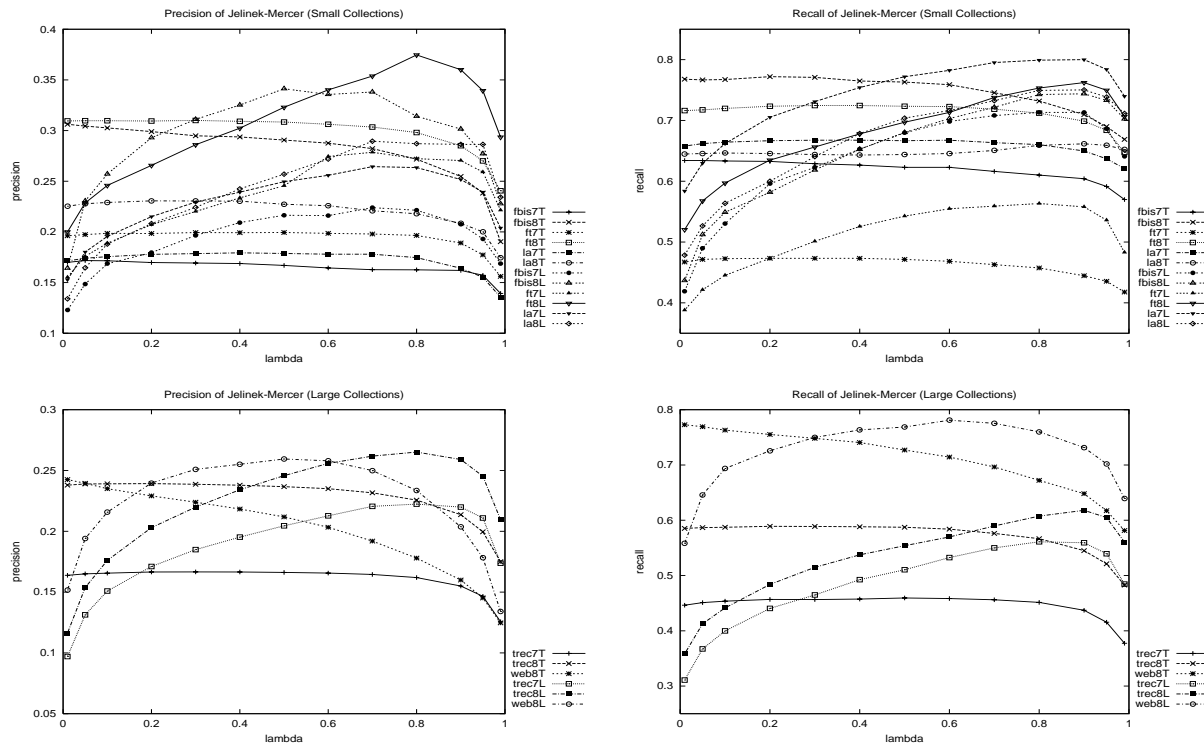 Precision of Jelinek-Mercer (Small Collections)
0.4
0.35
0.3
0.25
0.2
0.15
0.1
precision
0
0.2
0.4
0.6
0.8
1
lambda
fbis7T
fbis8T
ft7T
ft8T
la7T
la8T
fbis7L
fbis8L
ft7L
ft8L
la7L
la8L
Recall of Jelinek-Mercer (Small Collections)
0.8
0.7
0.6
0.5
0.4
recall
0
0.2
0.4
0.6
0.8
1
lambda
fbis7T
fbis8T
ft7T
ft8T
la7T
la8T
fbis7L
fbis8L
ft7L
ft8L
la7L
la8L
Precision of Jelinek-Mercer (Large Collections)
0.3
0.25
0.2
0.15
0.1
0.05
precision
0
0.2
0.4
0.6
0.8
1
lambda
trec7T
trec8T
web8T
trec7L
trec8L
web8L
Recall of Jelinek-Mercer (Large Collections)
0.8
0.7
0.6
0.5
0.4
0.3
recall
0
0.2
0.4
0.6
0.8
1
lambda
trec7T
trec8T
web8T
trec7L
trec8L
web8L